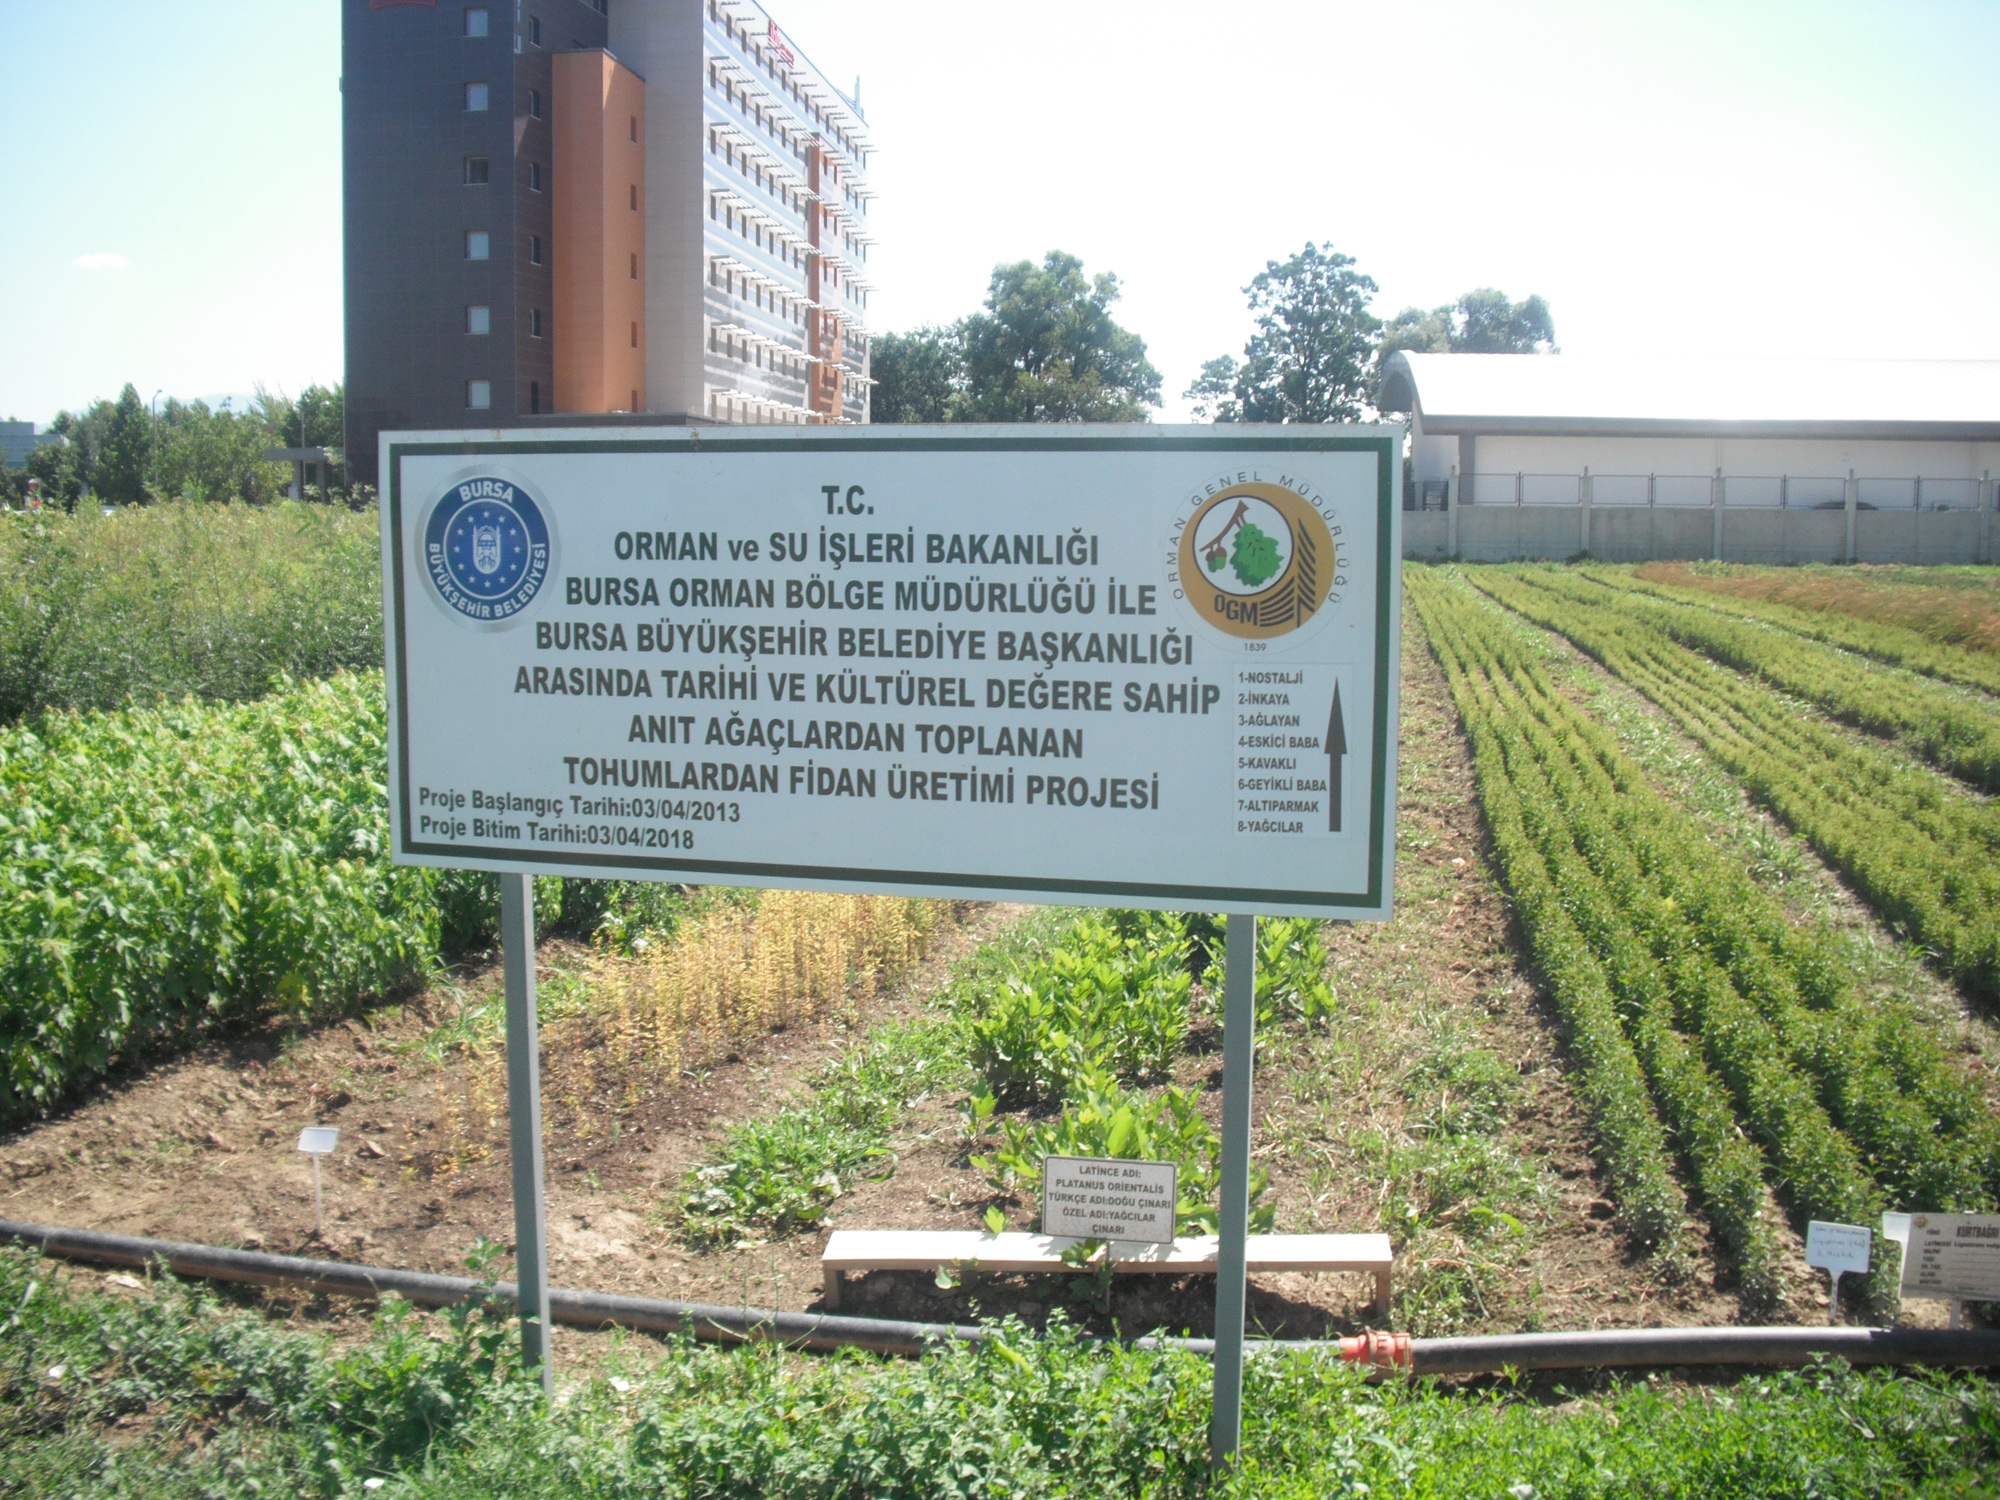 BURSA
BÜYÜKŞEHİR BELEDİYESİ
T.C.
ORMAN ve SU İŞLERİ BAKANLIĞI
BURSA ORMAN BÖLGE MÜDÜRLÜĞÜ İLE
BURSA BÜYÜKŞEHİR BELEDİYE BAŞKANLIĞI
ARASINDA TARİHİ VE KÜLTÜREL DEĞERE SAHİP
ANIT AĞAÇLARDAN TOPLANAN
TOHUMLARDAN FİDAN ÜRETİMİ PROJESİ
Proje Başlangıç Tarihi:03/04/2013
Proje Bitim Tarihi:03/04/2018
ORMAN GENEL MÜDÜRLÜĞÜ
OGM
1839
1-NOSTALJİ
2-İNKAYA
3-AĞLAYAN
4-ESKİCİ BABA
5-KAVAKLI
6-GEYİKLİ BABA
7-ALTIPARMAK
8-YAĞCILAR
LATİNCE ADI:
PLATANUS ORİENTALİS
TÜRKÇE ADI:DOĞU ÇINARI
ÖZEL ADI:YAĞCILAR
ÇINARI
KURTBAĞRI